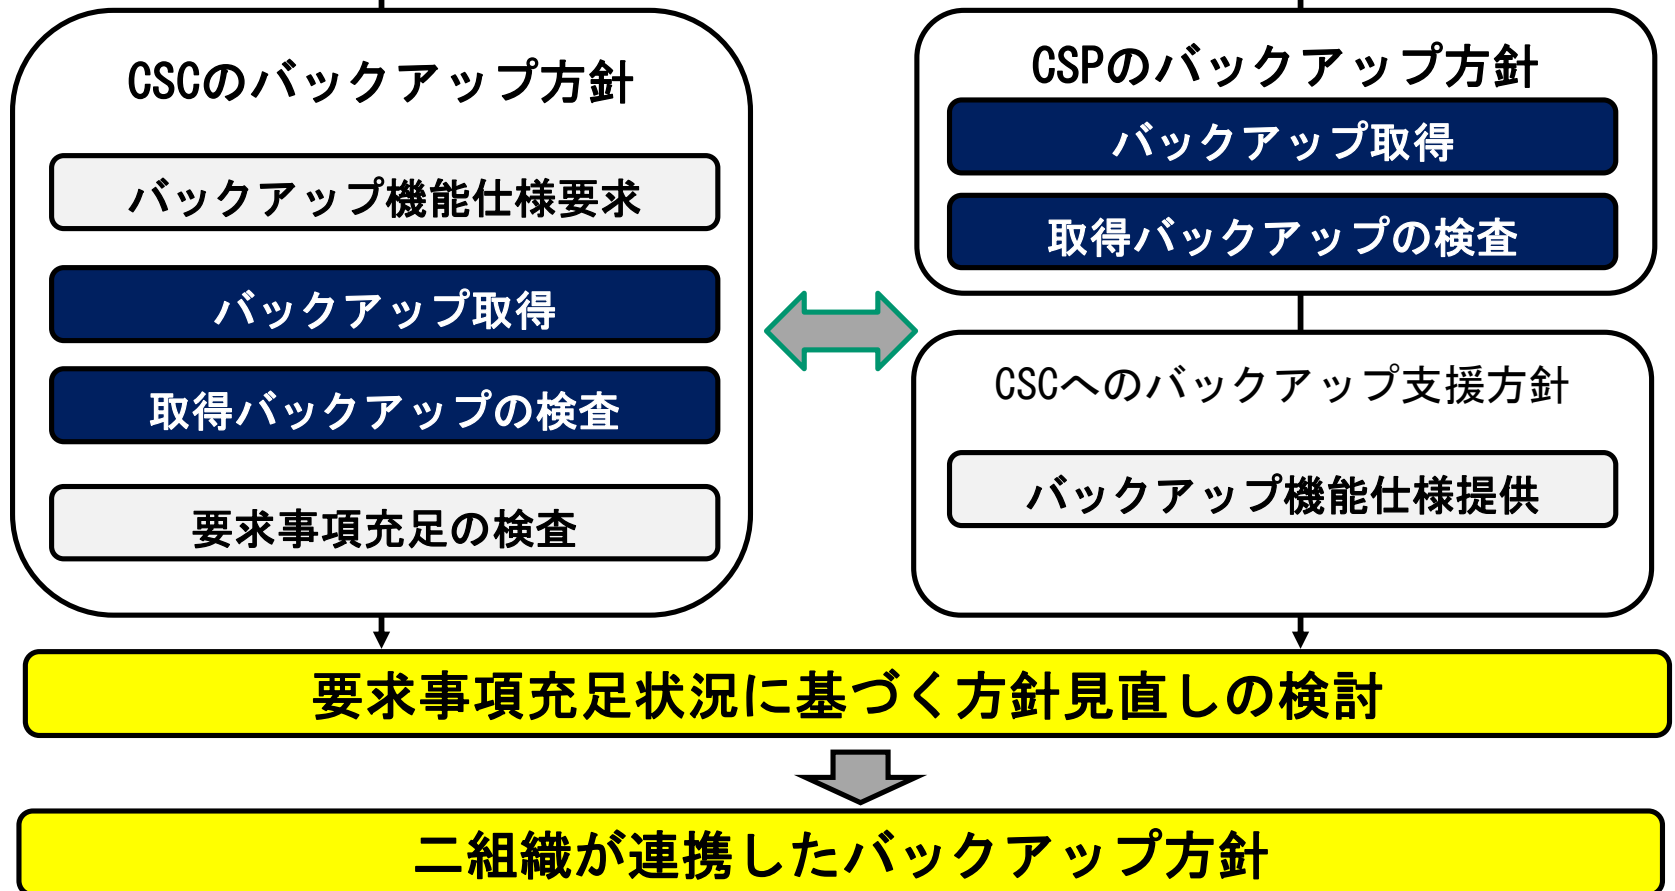 CSCのバックアップ方針
バックアップ機能仕様要求
バックアップ取得
取得バックアップの検査
要求事項充足の検査
CSPのバックアップ方針
バックアップ取得
取得バックアップの検査
CSCへのバックアップ支援方針
バックアップ機能仕様提供
要求事項充足状況に基づく方針見直しの検討
二組織が連携したバックアップ方針